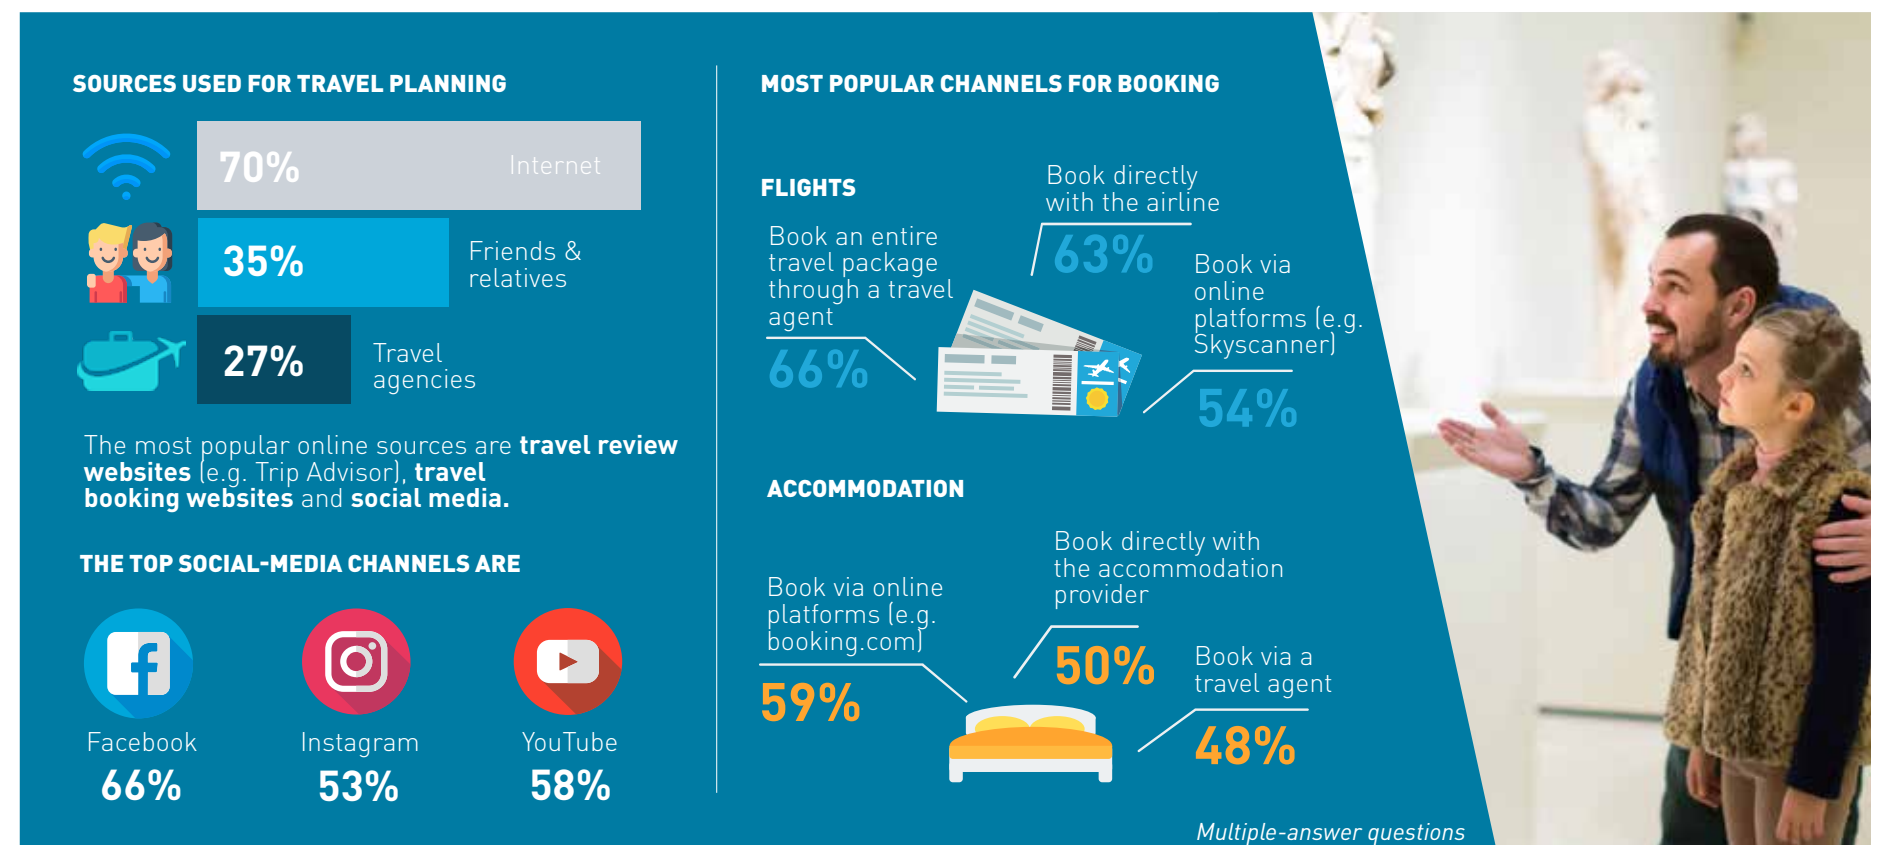 SOURCES USED FOR TRAVEL PLANNING
70%
Internet
35%
Friends &
relatives
27%
Travel
agencies
The most popular online sources are travel review
websites (e.g. Trip Advisor), travel
booking websites and social media.
THE TOP SOCIAL-MEDIA CHANNELS ARE
Facebook
66%
Instagram
53%
YouTube
58%
MOST POPULAR CHANNELS FOR BOOKING
FLIGHTS
Book an entire
travel package
through a travel
agent
66%
Book directly
with the airline
63%
Book via
online
platforms (e.g.
Skyscanner)
54%
ACCOMMODATION
Book via online
platforms (e.g.
booking.com)
59%
Book directly with
the accommodation
provider
50%
Book via a
travel agent
48%
Multiple-answer questions